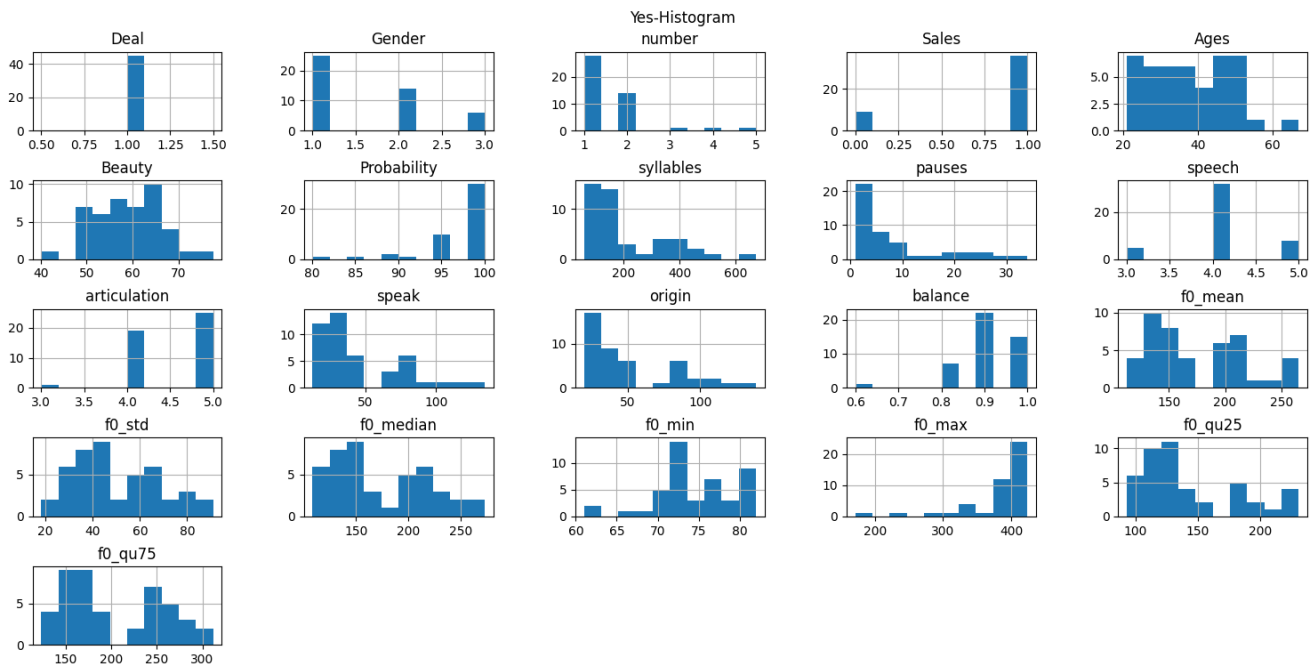 Yes-Histogram
Deal Gender number Sales Ages
40
20
0
0.50 0.75 1.00 1.25 1.50
20
10
0
1.0 1.5 2.0 2.5 3.0
20
10
0
1 2 3 4 5
20
0
0.00 0.25 0.50 0.75 1.00
5.0
2.5
0.0
20 40 60
Beauty Probability syllables pauses speech
10
5
0
40 50 60 70
20
0
80 85 90 95 100
10
0
200 400 600
20
10
0
0 10 20 30
20
0
3.0 3.5 4.0 4.5 5.0
articulation speak origin balance f0_mean
20
10
0
3.0 3.5 4.0 4.5 5.0
10
5
0
50 100
10
0
50 100
20
10
0
0.6 0.7 0.8 0.9 1.0
10
5
0
150 200 250
f0_std f0_median f0_min f0_max f0_qu25
5
0
20 40 60 80
5
0
150 200 250
10
5
0
60 65 70 75 80
20
10
0
200 300 400
10
5
0
100 150 200
f0_qu75
5
0
150 200 250 300